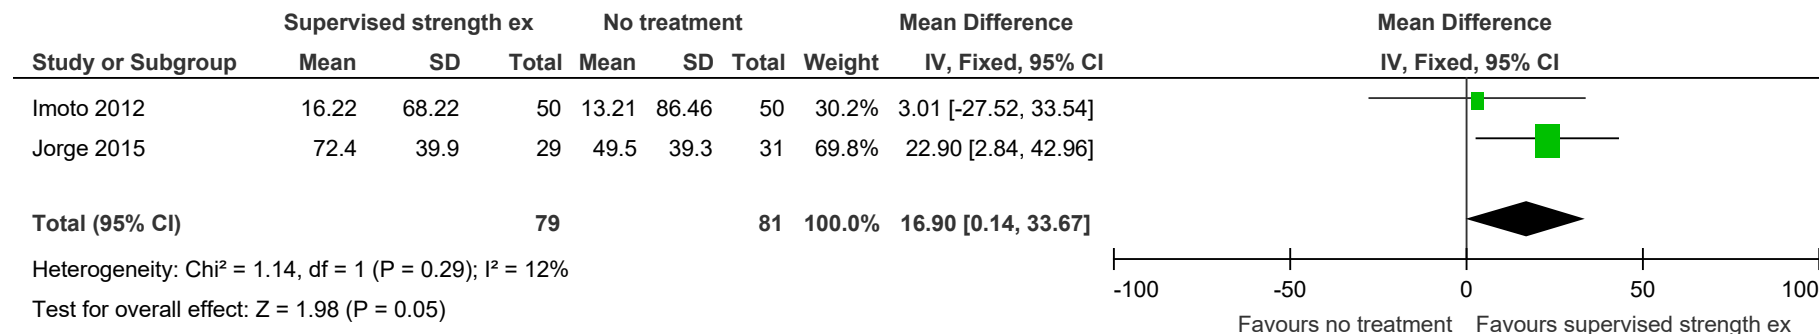 Supervised strength ex No treatment Mean Difference Mean Difference
Study or Subgroup Mean SD Total Mean SD Total Weight IV, Fixed, 95% CI IV, Fixed, 95% CI
Imoto 2012 16.22 68.22 50 13.21 86.46 50 30.2% 3.01 [-27.52, 33.54]
Jorge 2015 72.4 39.9 29 49.5 39.3 31 69.8% 22.90 [2.84, 42.96]
Total (95% CI) 79 81 100.0% 16.90 [0.14, 33.67]
Heterogeneity: Chi² = 1.14, df = 1 (P = 0.29); I² = 12%
Test for overall effect: Z = 1.98 (P = 0.05)
-100 -50 0 50 100
Favours no treatment Favours supervised strength ex